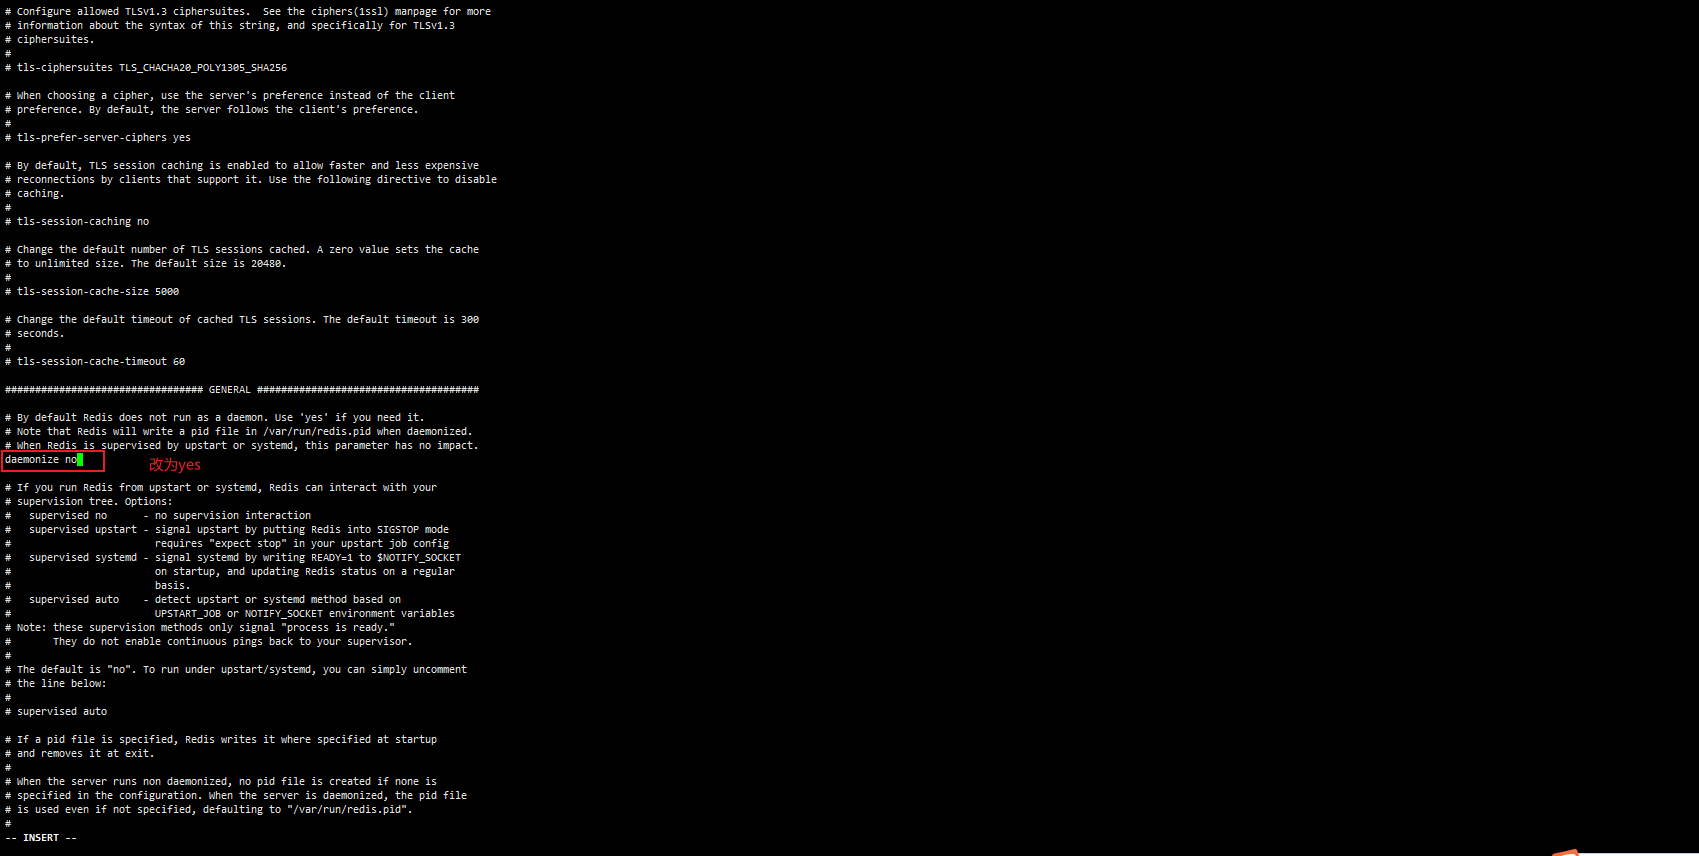 # Configure allowed TLSv1.3 ciphersuites.  See the ciphers(1ssl) manpage for more
# information about the syntax of this string, and specifically for TLSv1.3
# ciphersuites.
#
# tls-ciphersuites TLS_CHACHA20_POLY1305_SHA256
# When choosing a cipher, use the server's preference instead of the client
# preference. By default, the server follows the client's preference.
#
# tls-prefer-server-ciphers yes
# By default, TLS session caching is enabled to allow faster and less expensive
# reconnections by clients that support it. Use the following directive to disable
# caching.
#
# tls-session-caching no
# Change the default number of TLS sessions cached. A zero value sets the cache
# to unlimited size. The default size is 20480.
#
# tls-session-cache-size 5000
# Change the default timeout of cached TLS sessions. The default timeout is 300
# seconds.
#
# tls-session-cache-timeout 60
################################# GENERAL #####################################
# By default Redis does not run as a daemon. Use 'yes' if you need it.
# Note that Redis will write a pid file in /var/run/redis.pid when daemonized.
# When Redis is supervised by upstart or systemd, this parameter has no impact.
daemonize no
改为yes
# If you run Redis from upstart or systemd, Redis can interact with your
# supervision tree. Options:
#   supervised no      - no supervision interaction
#   supervised upstart - signal upstart by putting Redis into SIGSTOP mode
#                        requires "expect stop" in your upstart job config
#   supervised systemd - signal systemd by writing READY=1 to $NOTIFY_SOCKET
#                        on startup, and updating Redis status on a regular
#                        basis.
#   supervised auto    - detect upstart or systemd method based on
#                        UPSTART_JOB or NOTIFY_SOCKET environment variables
# Note: these supervision methods only signal "process is ready."
#       They do not enable continuous pings back to your supervisor.
#
# The default is "no". To run under upstart/systemd, you can simply uncomment
# the line below:
#
# supervised auto
# If a pid file is specified, Redis writes it where specified at startup
# and removes it at exit.
#
# When the server runs non daemonized, no pid file is created if none is
# specified in the configuration. When the server is daemonized, the pid file
# is used even if not specified, defaulting to "/var/run/redis.pid".
#
-- INSERT --